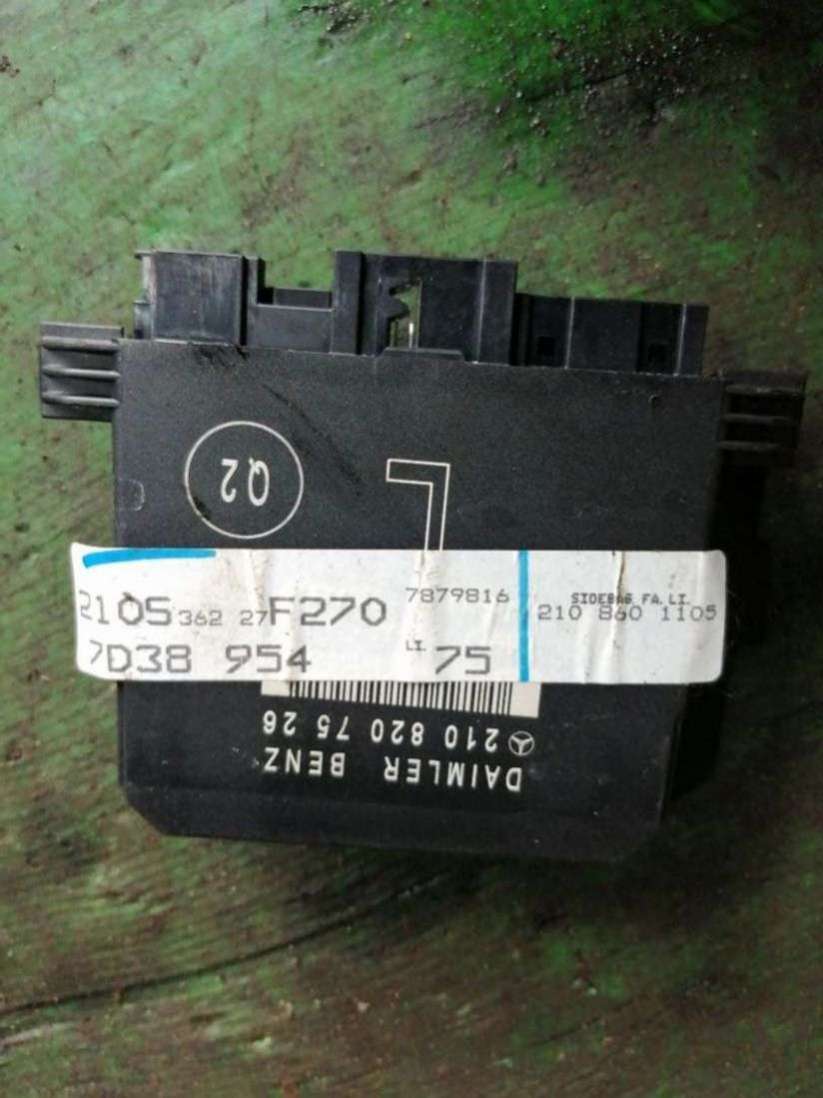 Q2
L
210S 362 27 F270 7879816
7D38 954 LI. 75
SIDEBAG FA. LI.
210 860 1105
210 820 75 26
DAIMLER BENZ